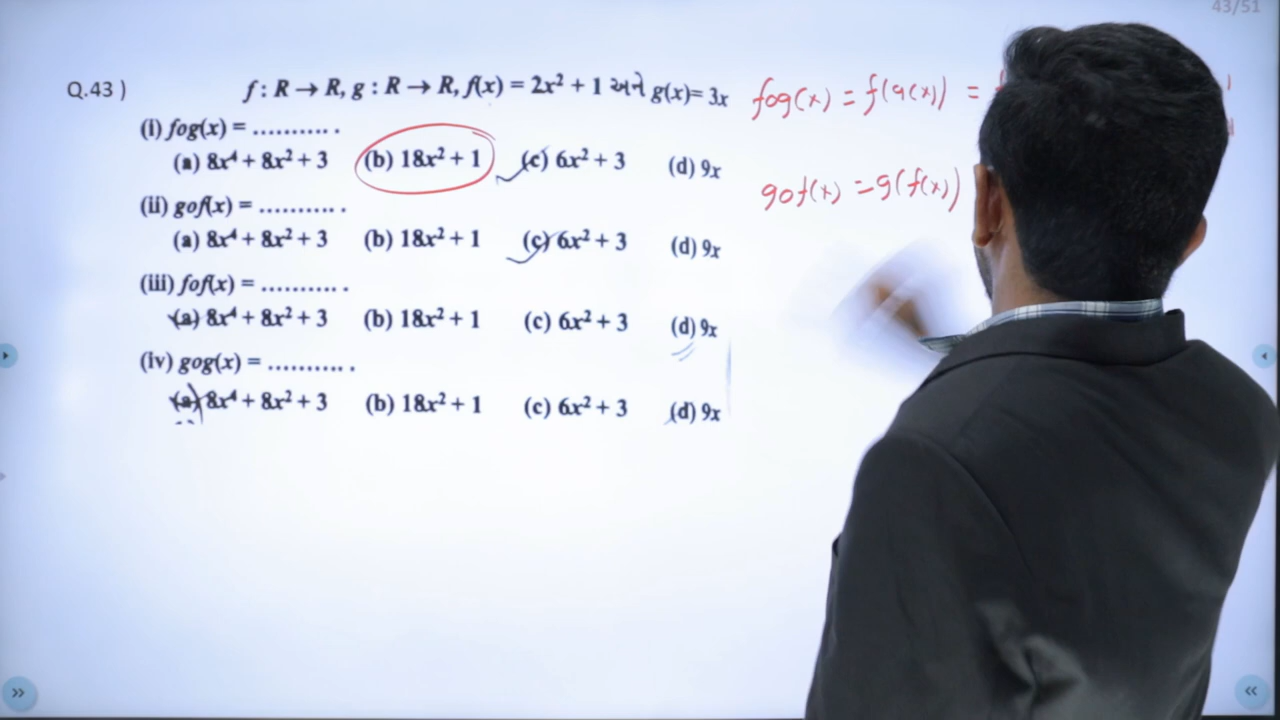 43/51
Q.43 ) f : R → R, g : R → R, f(x) = 2x² + 1 અને g(x)= 3x
(i) fog(x) = ...........
(a) 8x⁴ + 8x² + 3 (b) 18x² + 1 (c) 6x² + 3 (d) 9x
(ii) gof(x) = ...........
(a) 8x⁴ + 8x² + 3 (b) 18x² + 1 (c) 6x² + 3 (d) 9x
(iii) fof(x) = ...........
(a) 8x⁴ + 8x² + 3 (b) 18x² + 1 (c) 6x² + 3 (d) 9x
(iv) gog(x) = ...........
(a) 8x⁴ + 8x² + 3 (b) 18x² + 1 (c) 6x² + 3 (d) 9x
fog(x) = f(g(x)) =
gof(x) = g(f(x))